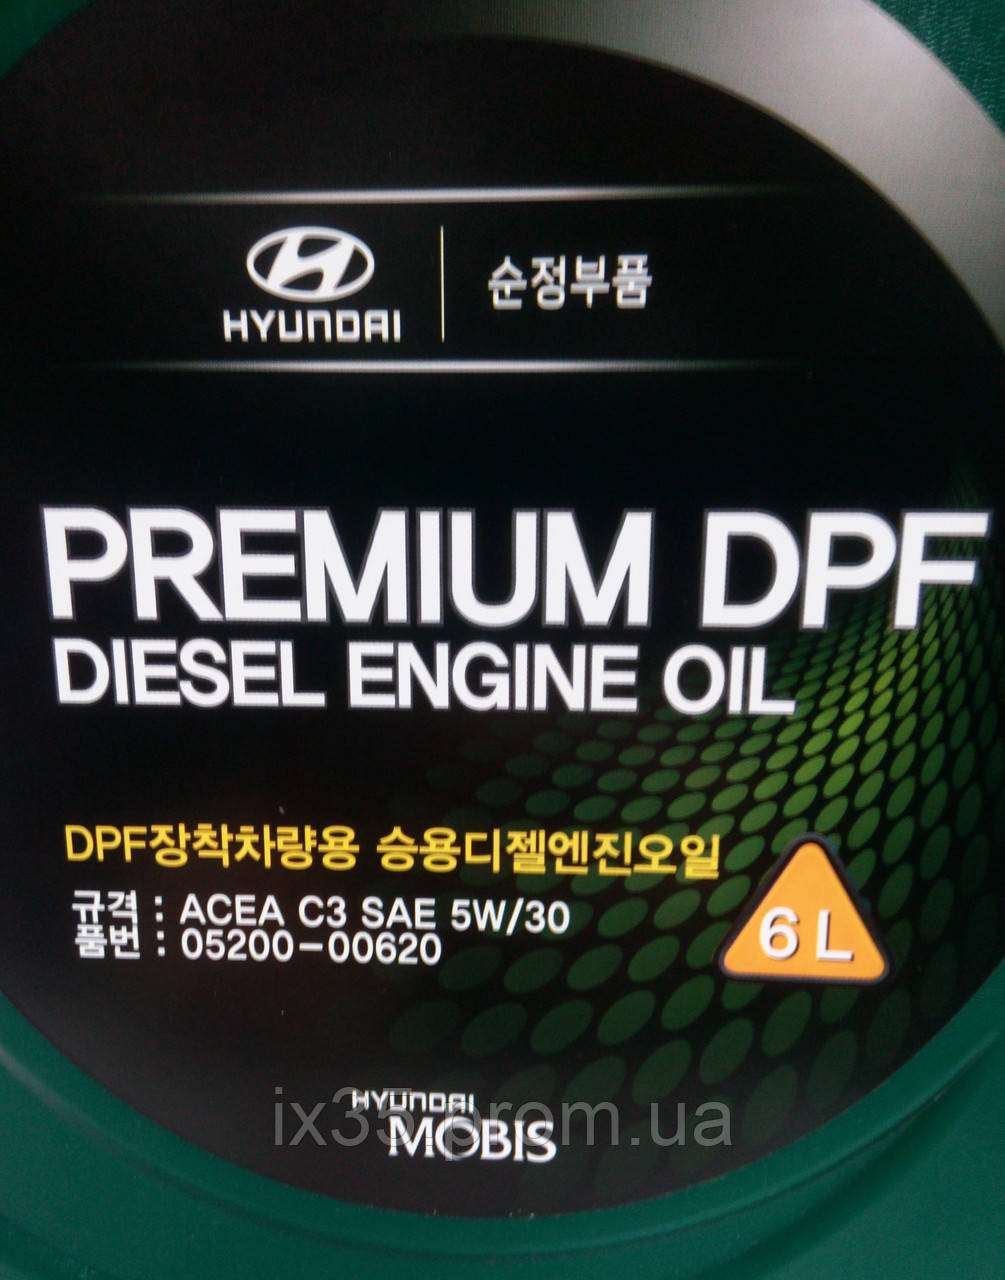 HYUNDAI
순정부품
PREMIUM DPF
DIESEL ENGINE OIL
DPF장착차량용 승용디젤엔진오일
규격 : ACEA C3 SAE 5W/30
품번 : 05200-00620
6 L
HYUNDAI
MOBIS
ix35.prom.ua